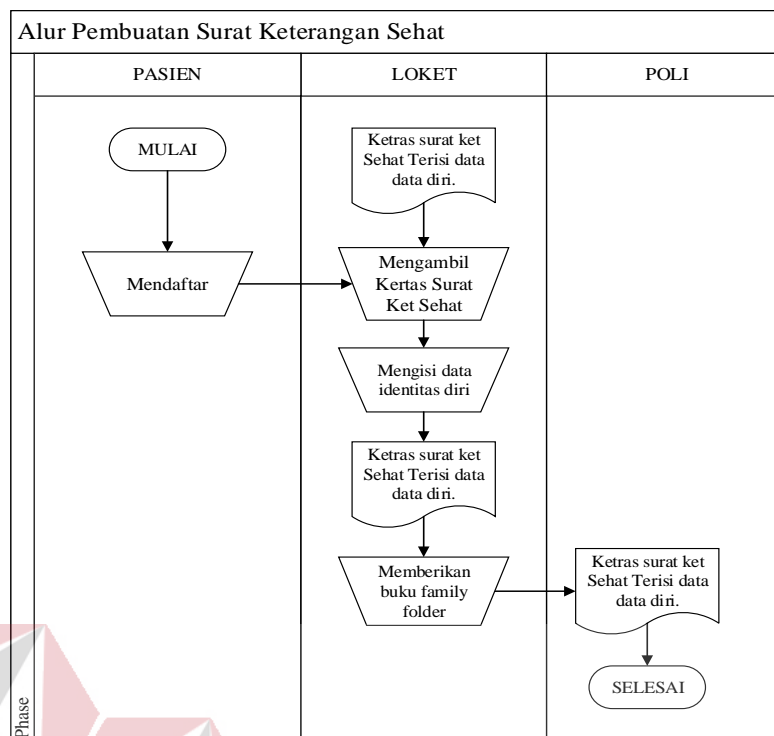 Alur Pembuatan Surat Keterangan Sehat
PASIEN
LOKET
POLI
MULAI
Mendaftar
Ketras surat ket
Sehat Terisi data
data diri.
Mengambil
Kertas Surat
Ket Sehat
Mengisi data
identitas diri
Ketras surat ket
Sehat Terisi data
data diri.
Memberikan
buku family
folder
Ketras surat ket
Sehat Terisi data
data diri.
SELESAI
Phase